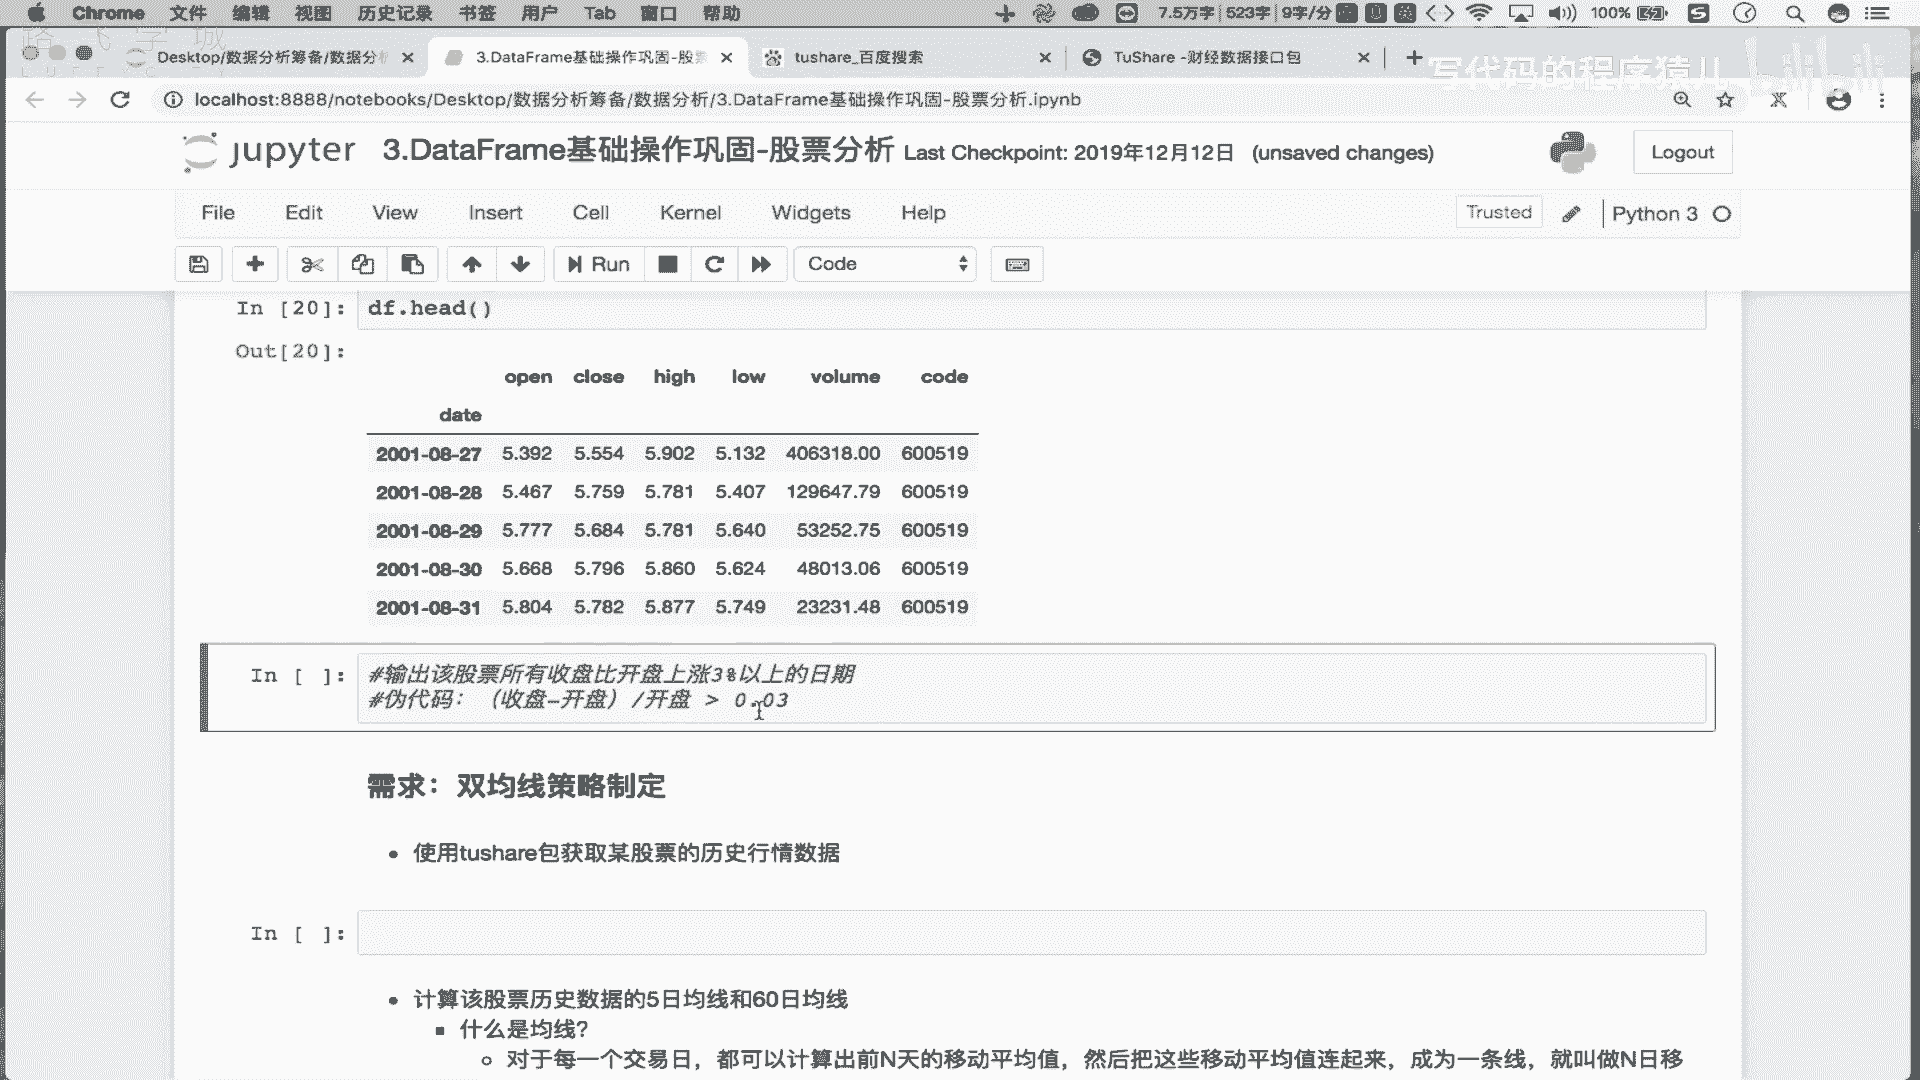 Chrome 文件 编辑 视图 历史记录 书签 用户 Tab 窗口 帮助 7.5万字 523字 9字/分 100%
Desktop/数据分析筹备/数据分析 3.DataFrame基础操作巩固-股票 tushare_百度搜索 TuShare -财经数据接口包
写代码的程序猿儿 bilibili
localhost:8888/notebooks/Desktop/数据分析筹备/数据分析/3.DataFrame基础操作巩固-股票分析.ipynb
jupyter 3.DataFrame基础操作巩固-股票分析 Last Checkpoint: 2019年12月12日 (unsaved changes) Logout
File Edit View Insert Cell Kernel Widgets Help Trusted Python 3
Run Code
In [20]: df.head()
Out[20]:
open close high low volume code
date
2001-08-27 5.392 5.554 5.902 5.132 406318.00 600519
2001-08-28 5.467 5.759 5.781 5.407 129647.79 600519
2001-08-29 5.777 5.684 5.781 5.640 53252.75 600519
2001-08-30 5.668 5.796 5.860 5.624 48013.06 600519
2001-08-31 5.804 5.782 5.877 5.749 23231.48 600519
In [ ]: #输出该股票所有收盘比开盘上涨3%以上的日期
#伪代码：（收盘-开盘）/开盘 > 0.03
需求：双均线策略制定
使用tushare包获取某股票的历史行情数据
In [ ]:
计算该股票历史数据的5日均线和60日均线
什么是均线？
对于每一个交易日，都可以计算出前N天的移动平均值，然后把这些移动平均值连起来，成为一条线，就叫做N日移